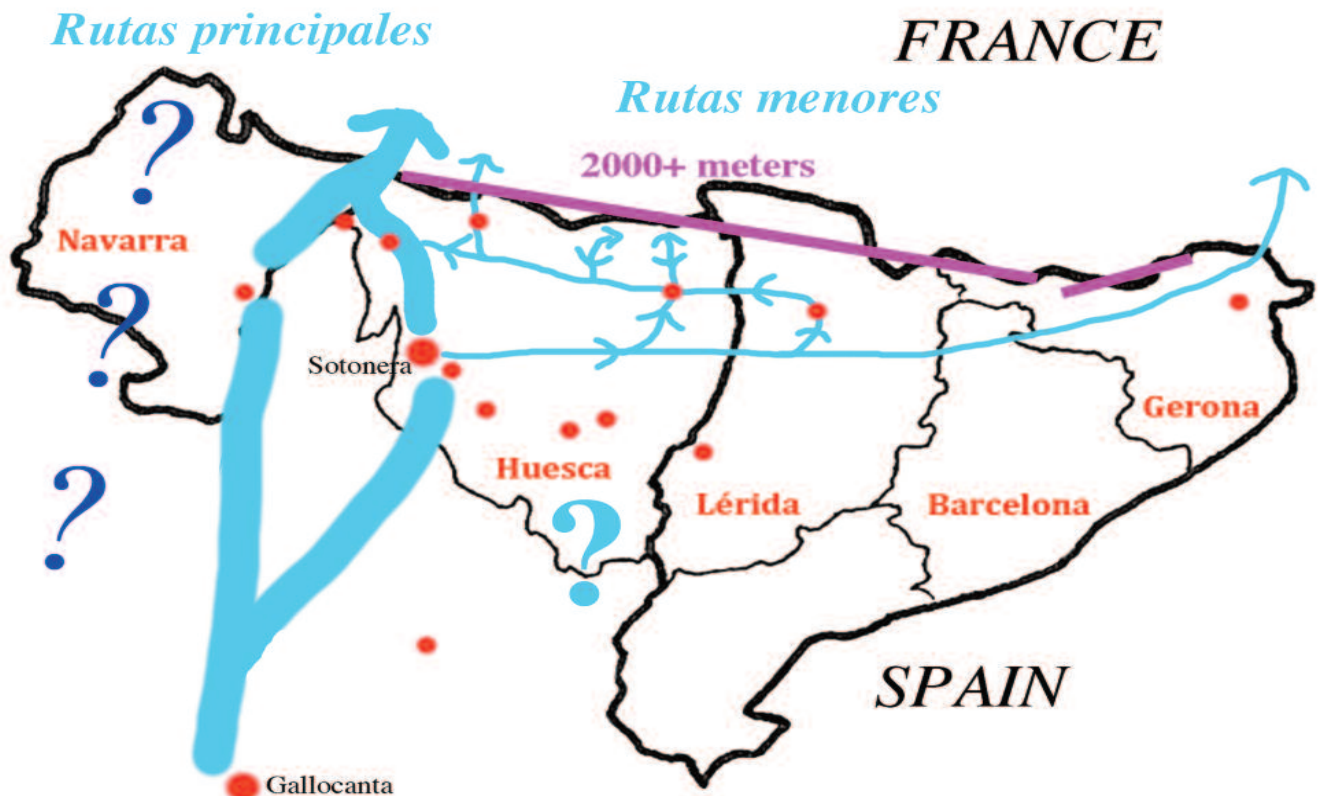 Rutas principales
FRANCE
Rutas menores
?
2000+ meters
Navarra
?
Sotonera
Gerona
Huesca
?
Lérida
Barcelona
?
SPAIN
Gallocanta